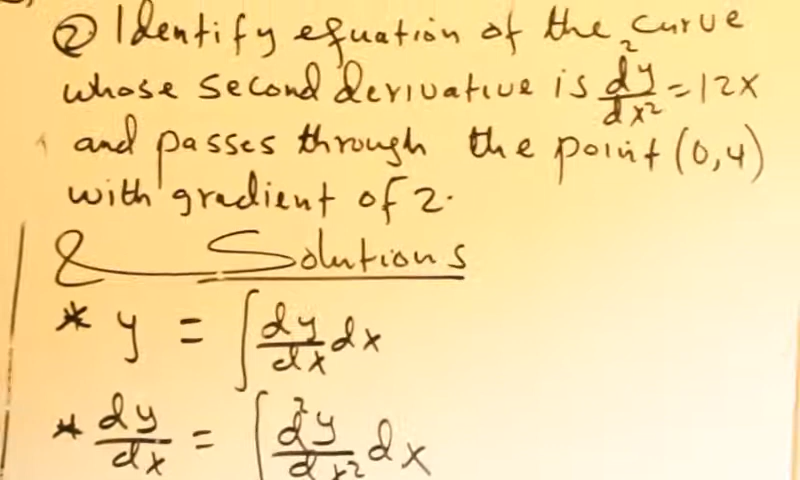 ② Identify equation of the curve
whose second derivative is d²y/dx² = 12x
and passes through the point (0,4)
with gradient of 2.
Solutions
* y = ∫ dy/dx dx
* dy/dx = ∫ d²y/dx² dx